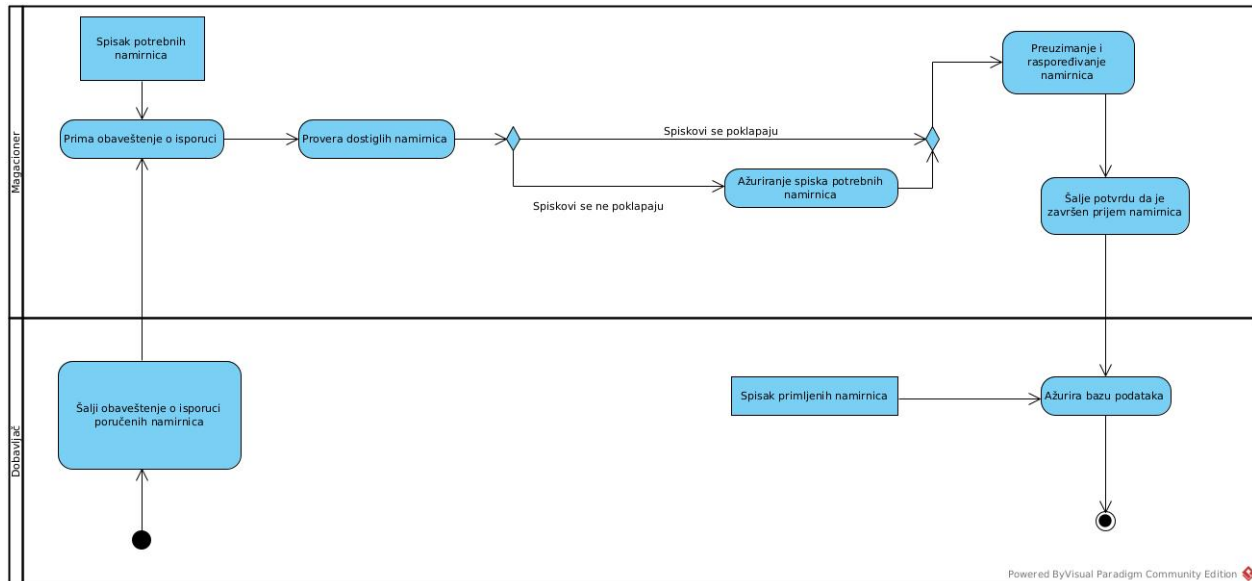 Magacioner
Spisak potrebnih
namirnica
Prima obaveštenje o isporuci
Provera dostiglih namirnica
Spiskovi se poklapaju
Spiskovi se ne poklapaju
Ažuriranje spiska potrebnih
namirnica
Preuzimanje i
raspoređivanje
namirnica
Šalje potvrdu da je
završen prijem namirnica
Dobavljač
Šalji obaveštenje o isporuci
poručenih namirnica
Spisak primljenih namirnica
Ažurira bazu podataka
Powered ByVisual Paradigm Community Edition